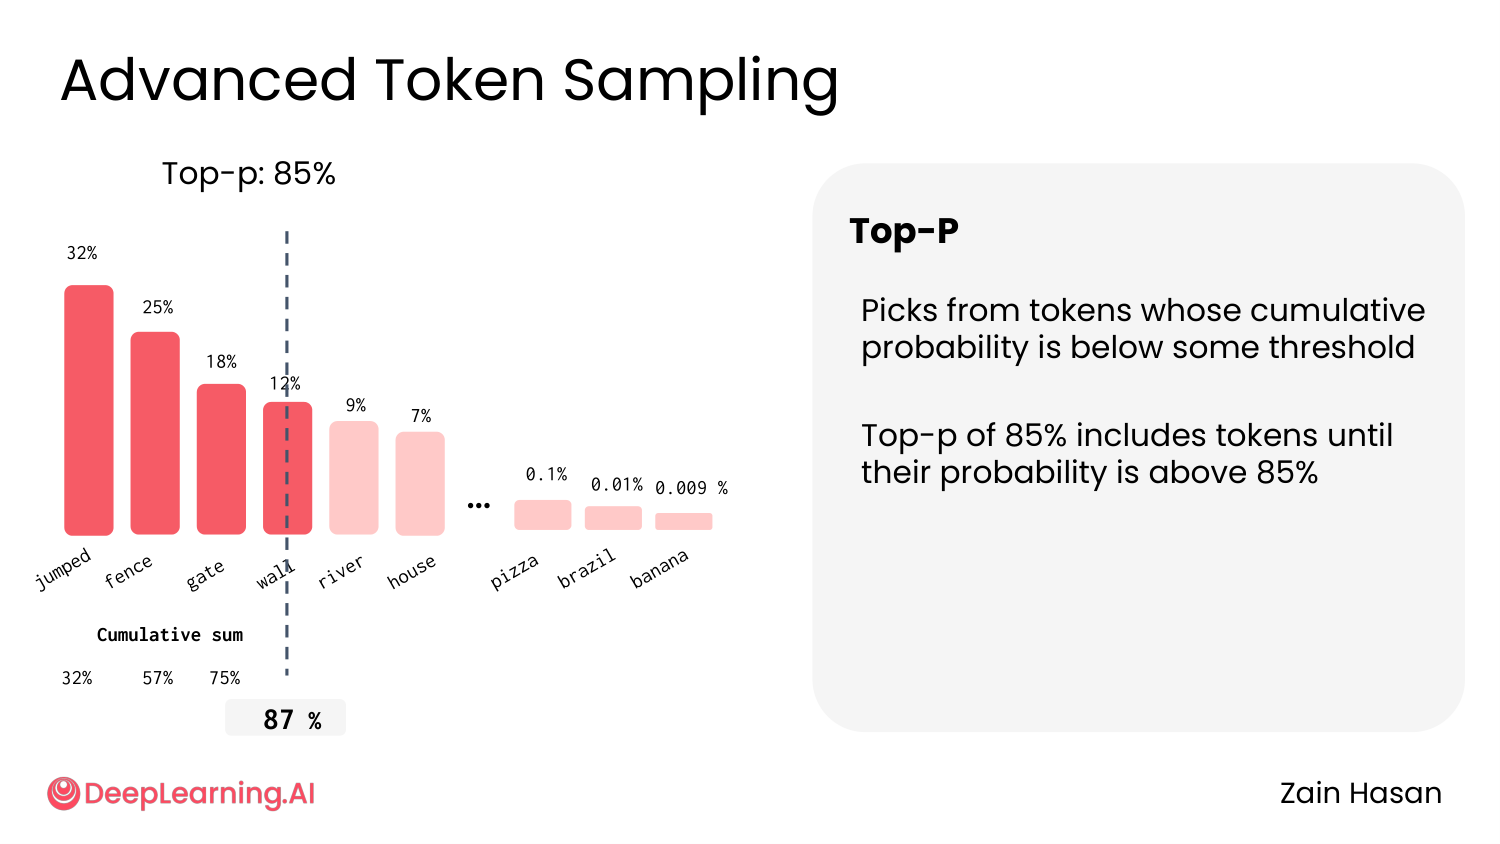 Advanced Token Sampling
Top-p: 85%
32%
25%
18%
12%
9%
7%
0.1%
0.01%
0.009 %
...
jumped
fence
gate
wall
river
house
pizza
brazil
banana
Cumulative sum
32% 57% 75%
87 %
Top-P
Picks from tokens whose cumulative
probability is below some threshold
Top-p of 85% includes tokens until
their probability is above 85%
DeepLearning.AI
Zain Hasan